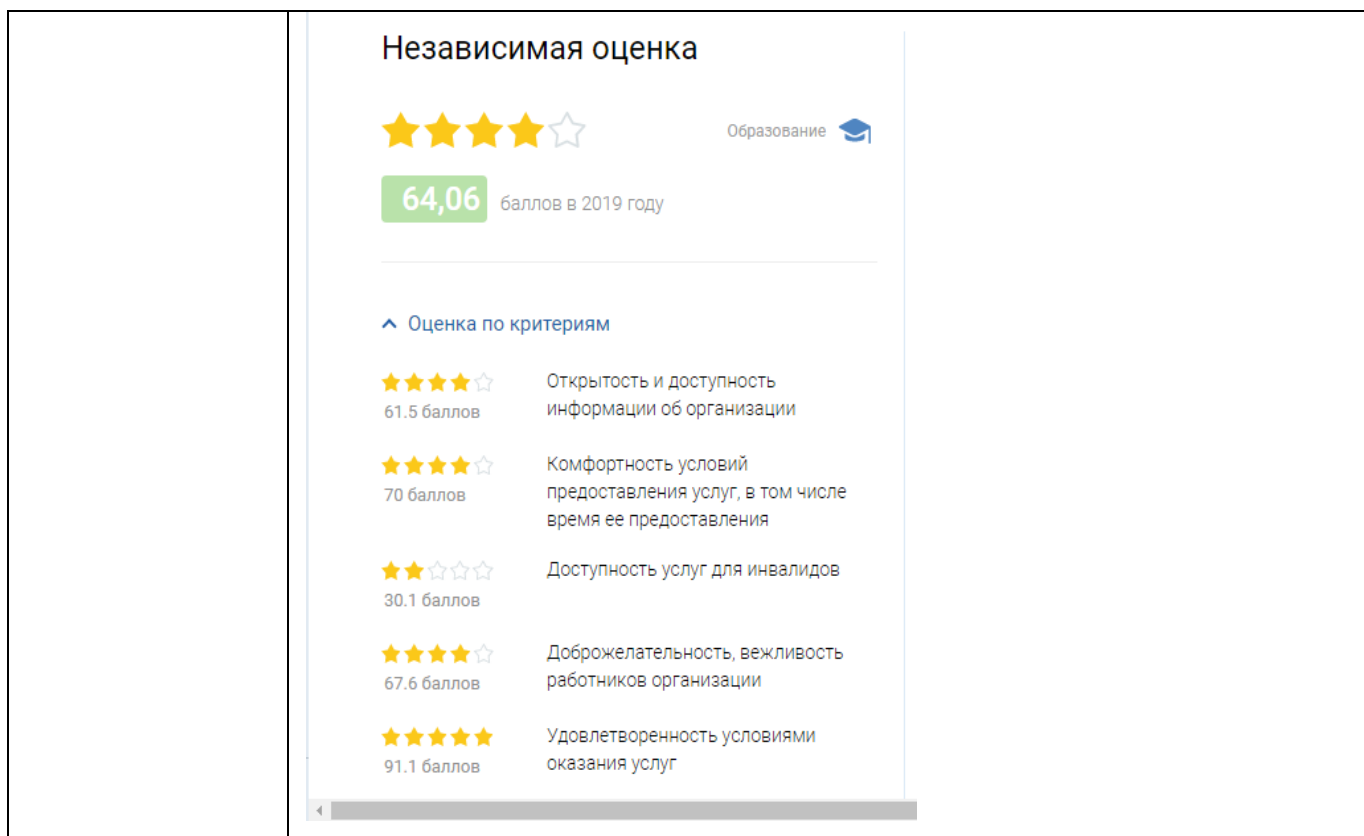 Независимая оценка
Образование
64,06 баллов в 2019 году
Оценка по критериям
Открытость и доступность
61.5 баллов информации об организации
Комфортность условий
70 баллов предоставления услуг, в том числе
время ее предоставления
Доступность услуг для инвалидов
30.1 баллов
Доброжелательность, вежливость
67.6 баллов работников организации
Удовлетворенность условиями
91.1 баллов оказания услуг